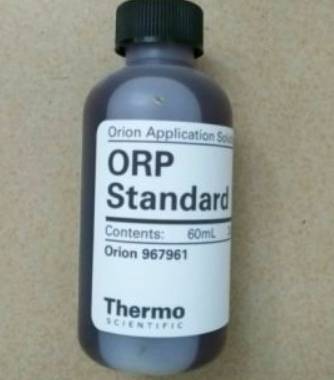 Orion Application
ORP
Standard
Contents: 60mL
Orion 967961
Thermo
SCIENTIFIC